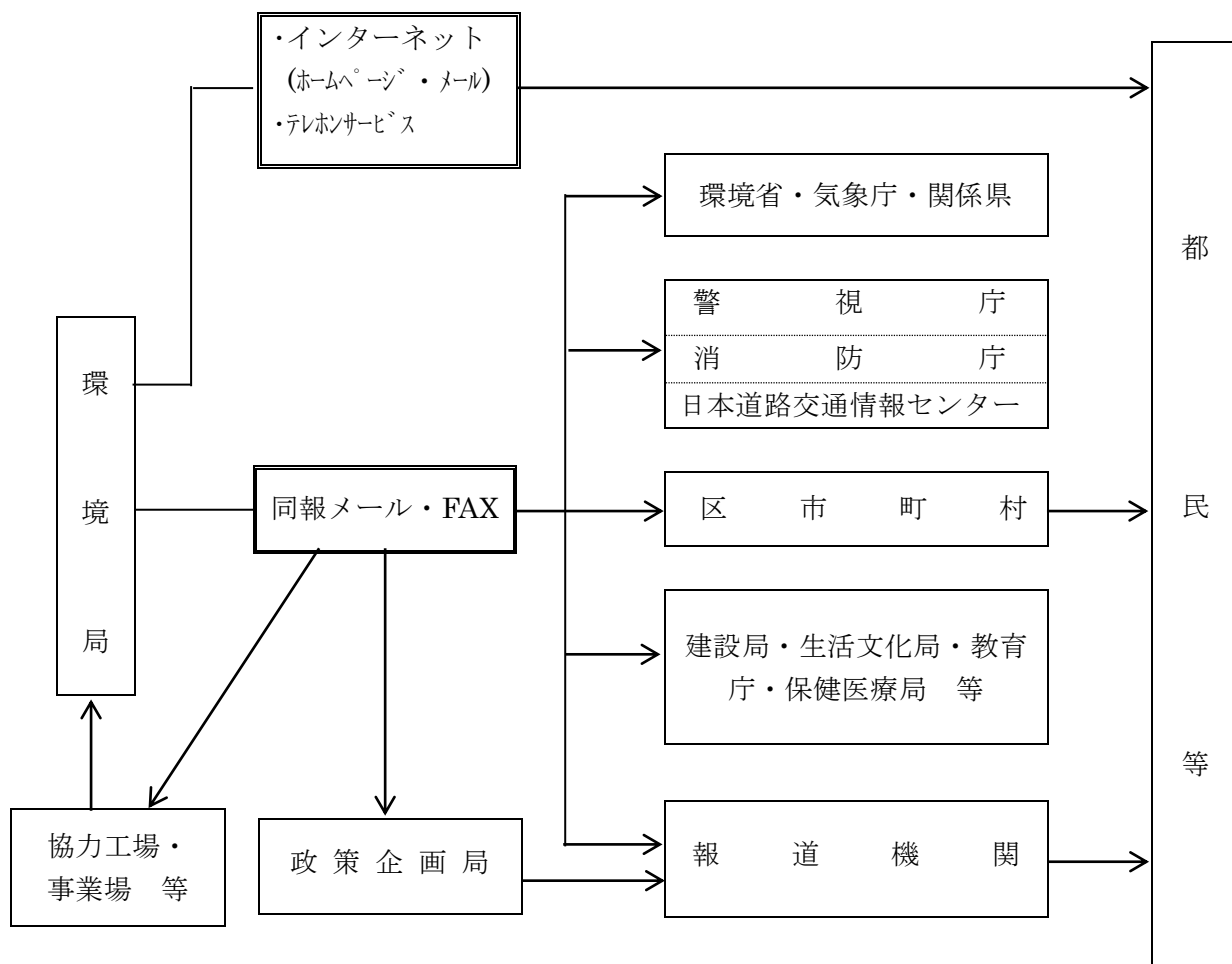 ・インターネット
(ﾎｰﾑﾍﾟｰｼﾞ・ﾒｰﾙ)
・ﾃﾚﾎﾝｻｰﾋﾞｽ
環境省・気象庁・関係県
警視庁
消防庁
日本道路交通情報センター
環境局
同報メール・FAX
区市町村
建設局・生活文化局・教育
庁・保健医療局　等
協力工場・
事業場　等
政策企画局
報道機関
都民等